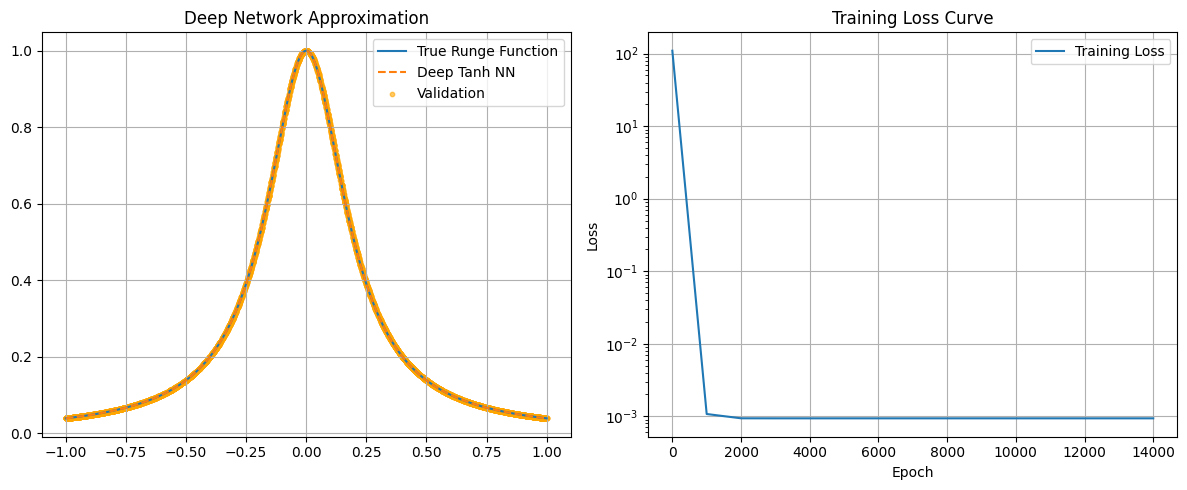 Deep Network Approximation
True Runge Function
Deep Tanh NN
Validation
1.0
0.8
0.6
0.4
0.2
0.0
−1.00 −0.75 −0.50 −0.25 0.00 0.25 0.50 0.75 1.00
Training Loss Curve
Training Loss
Loss
10²
10¹
10⁰
10⁻¹
10⁻²
10⁻³
0 2000 4000 6000 8000 10000 12000 14000
Epoch